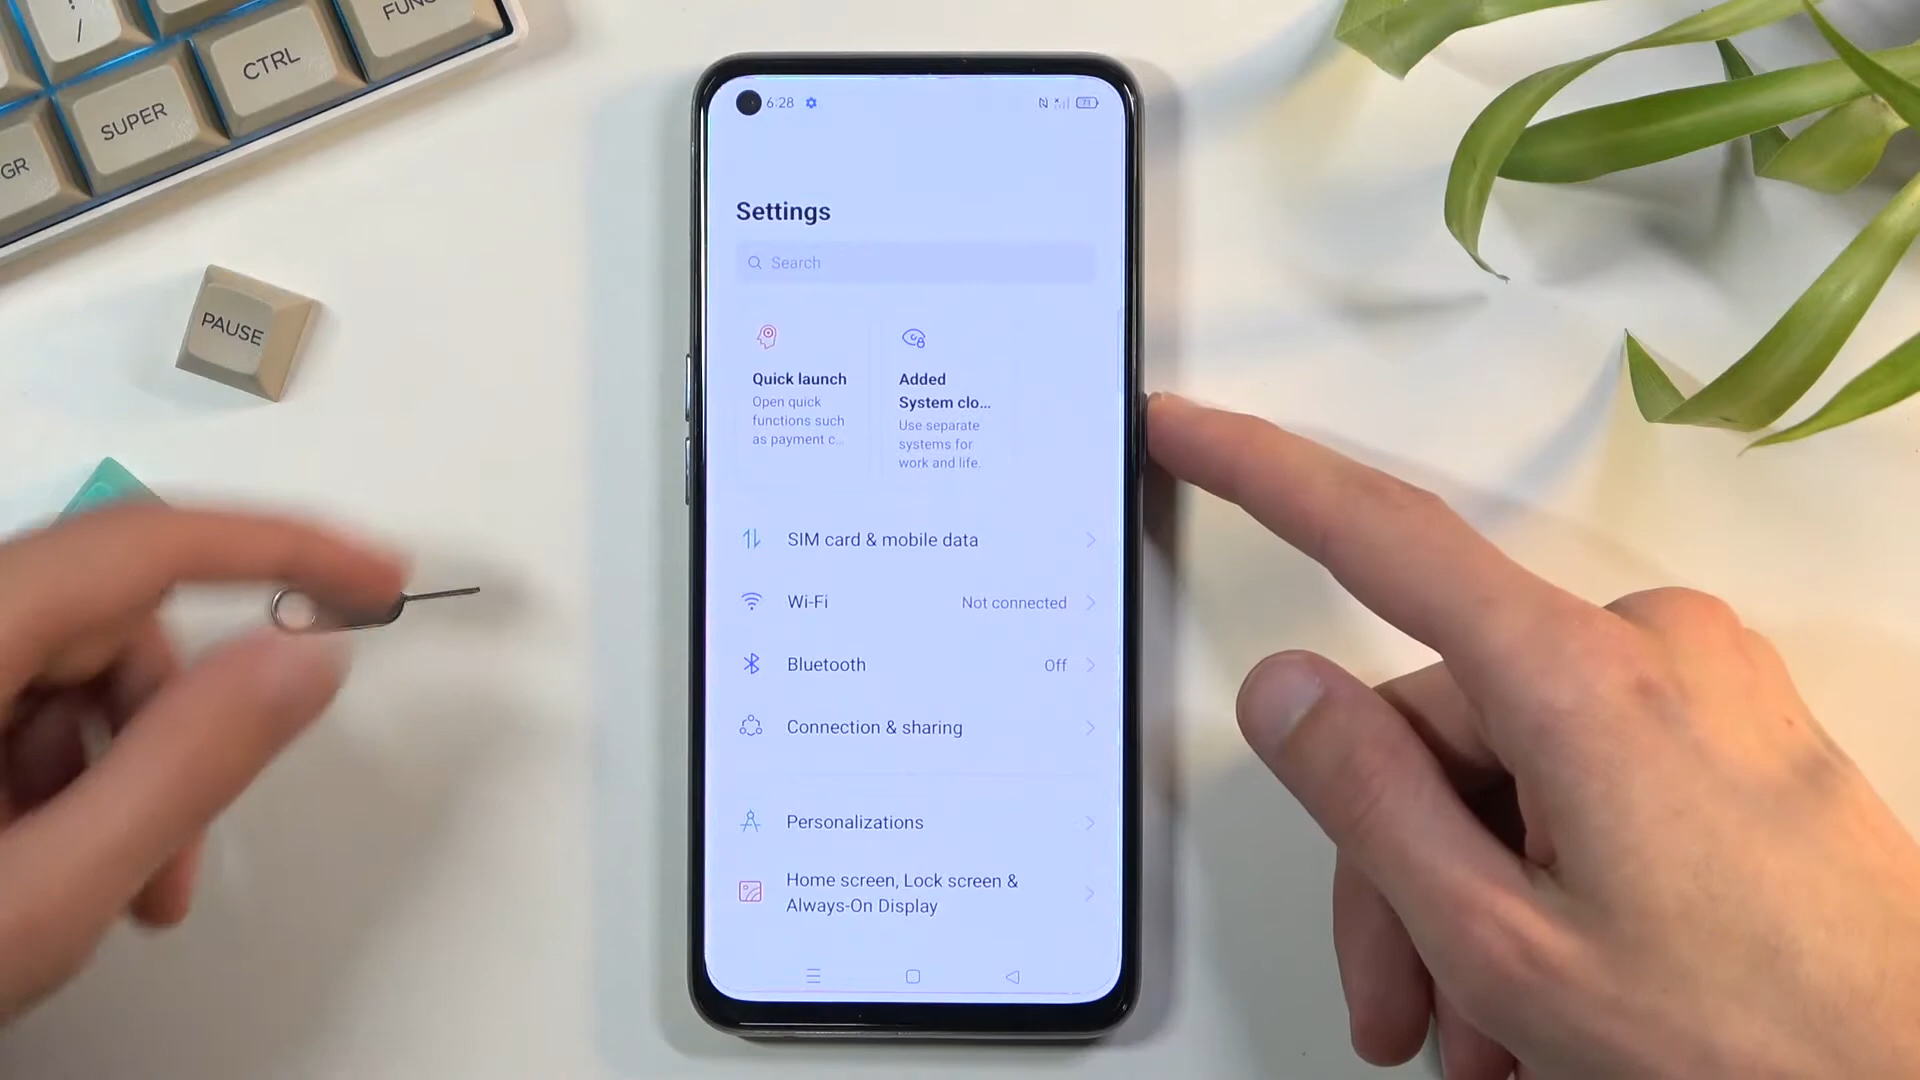 !
/
FUNC
CTRL
SUPER
GR
PAUSE
6:28
73
Settings
Search
Quick launch
Open quick
functions such
as payment c...
Added
System clo...
Use separate
systems for
work and life.
SIM card & mobile data
Wi-Fi
Not connected
Bluetooth
Off
Connection & sharing
Personalizations
Home screen, Lock screen &
Always-On Display